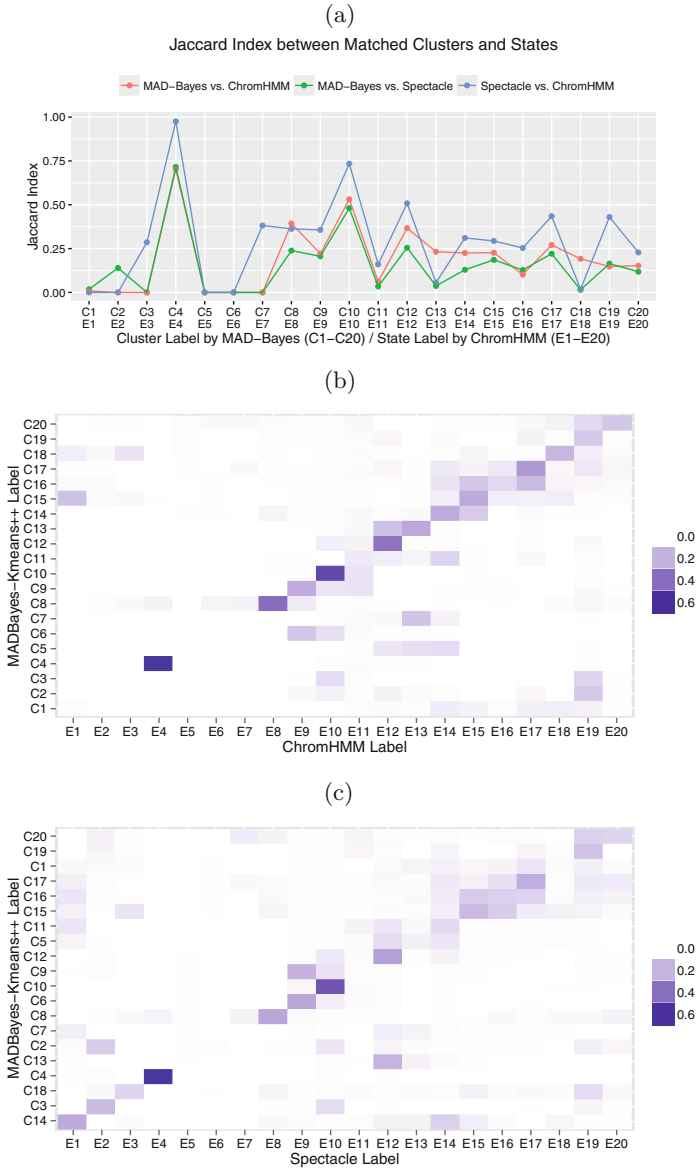 (a)
Jaccard Index between Matched Clusters and States
MAD−Bayes vs. ChromHMM MAD−Bayes vs. Spectacle Spectacle vs. ChromHMM
Jaccard Index
1.00
0.75
0.50
0.25
0.00
C1 C2 C3 C4 C5 C6 C7 C8 C9 C10 C11 C12 C13 C14 C15 C16 C17 C18 C19 C20
E1 E2 E3 E4 E5 E6 E7 E8 E9 E10 E11 E12 E13 E14 E15 E16 E17 E18 E19 E20
Cluster Label by MAD−Bayes (C1−C20) / State Label by ChromHMM (E1−E20)
(b)
MADBayes−Kmeans++ Label
C20
C19
C18
C17
C16
C15
C14
C13
C12
C11
C10
C9
C8
C7
C6
C5
C4
C3
C2
C1
E1 E2 E3 E4 E5 E6 E7 E8 E9 E10 E11 E12 E13 E14 E15 E16 E17 E18 E19 E20
ChromHMM Label
0.0
0.2
0.4
0.6
(c)
MADBayes−Kmeans++ Label
C20
C19
C1
C17
C16
C15
C11
C5
C12
C9
C10
C6
C8
C7
C2
C13
C4
C18
C3
C14
E1 E2 E3 E4 E5 E6 E7 E8 E9 E10 E11 E12 E13 E14 E15 E16 E17 E18 E19 E20
Spectacle Label
0.0
0.2
0.4
0.6